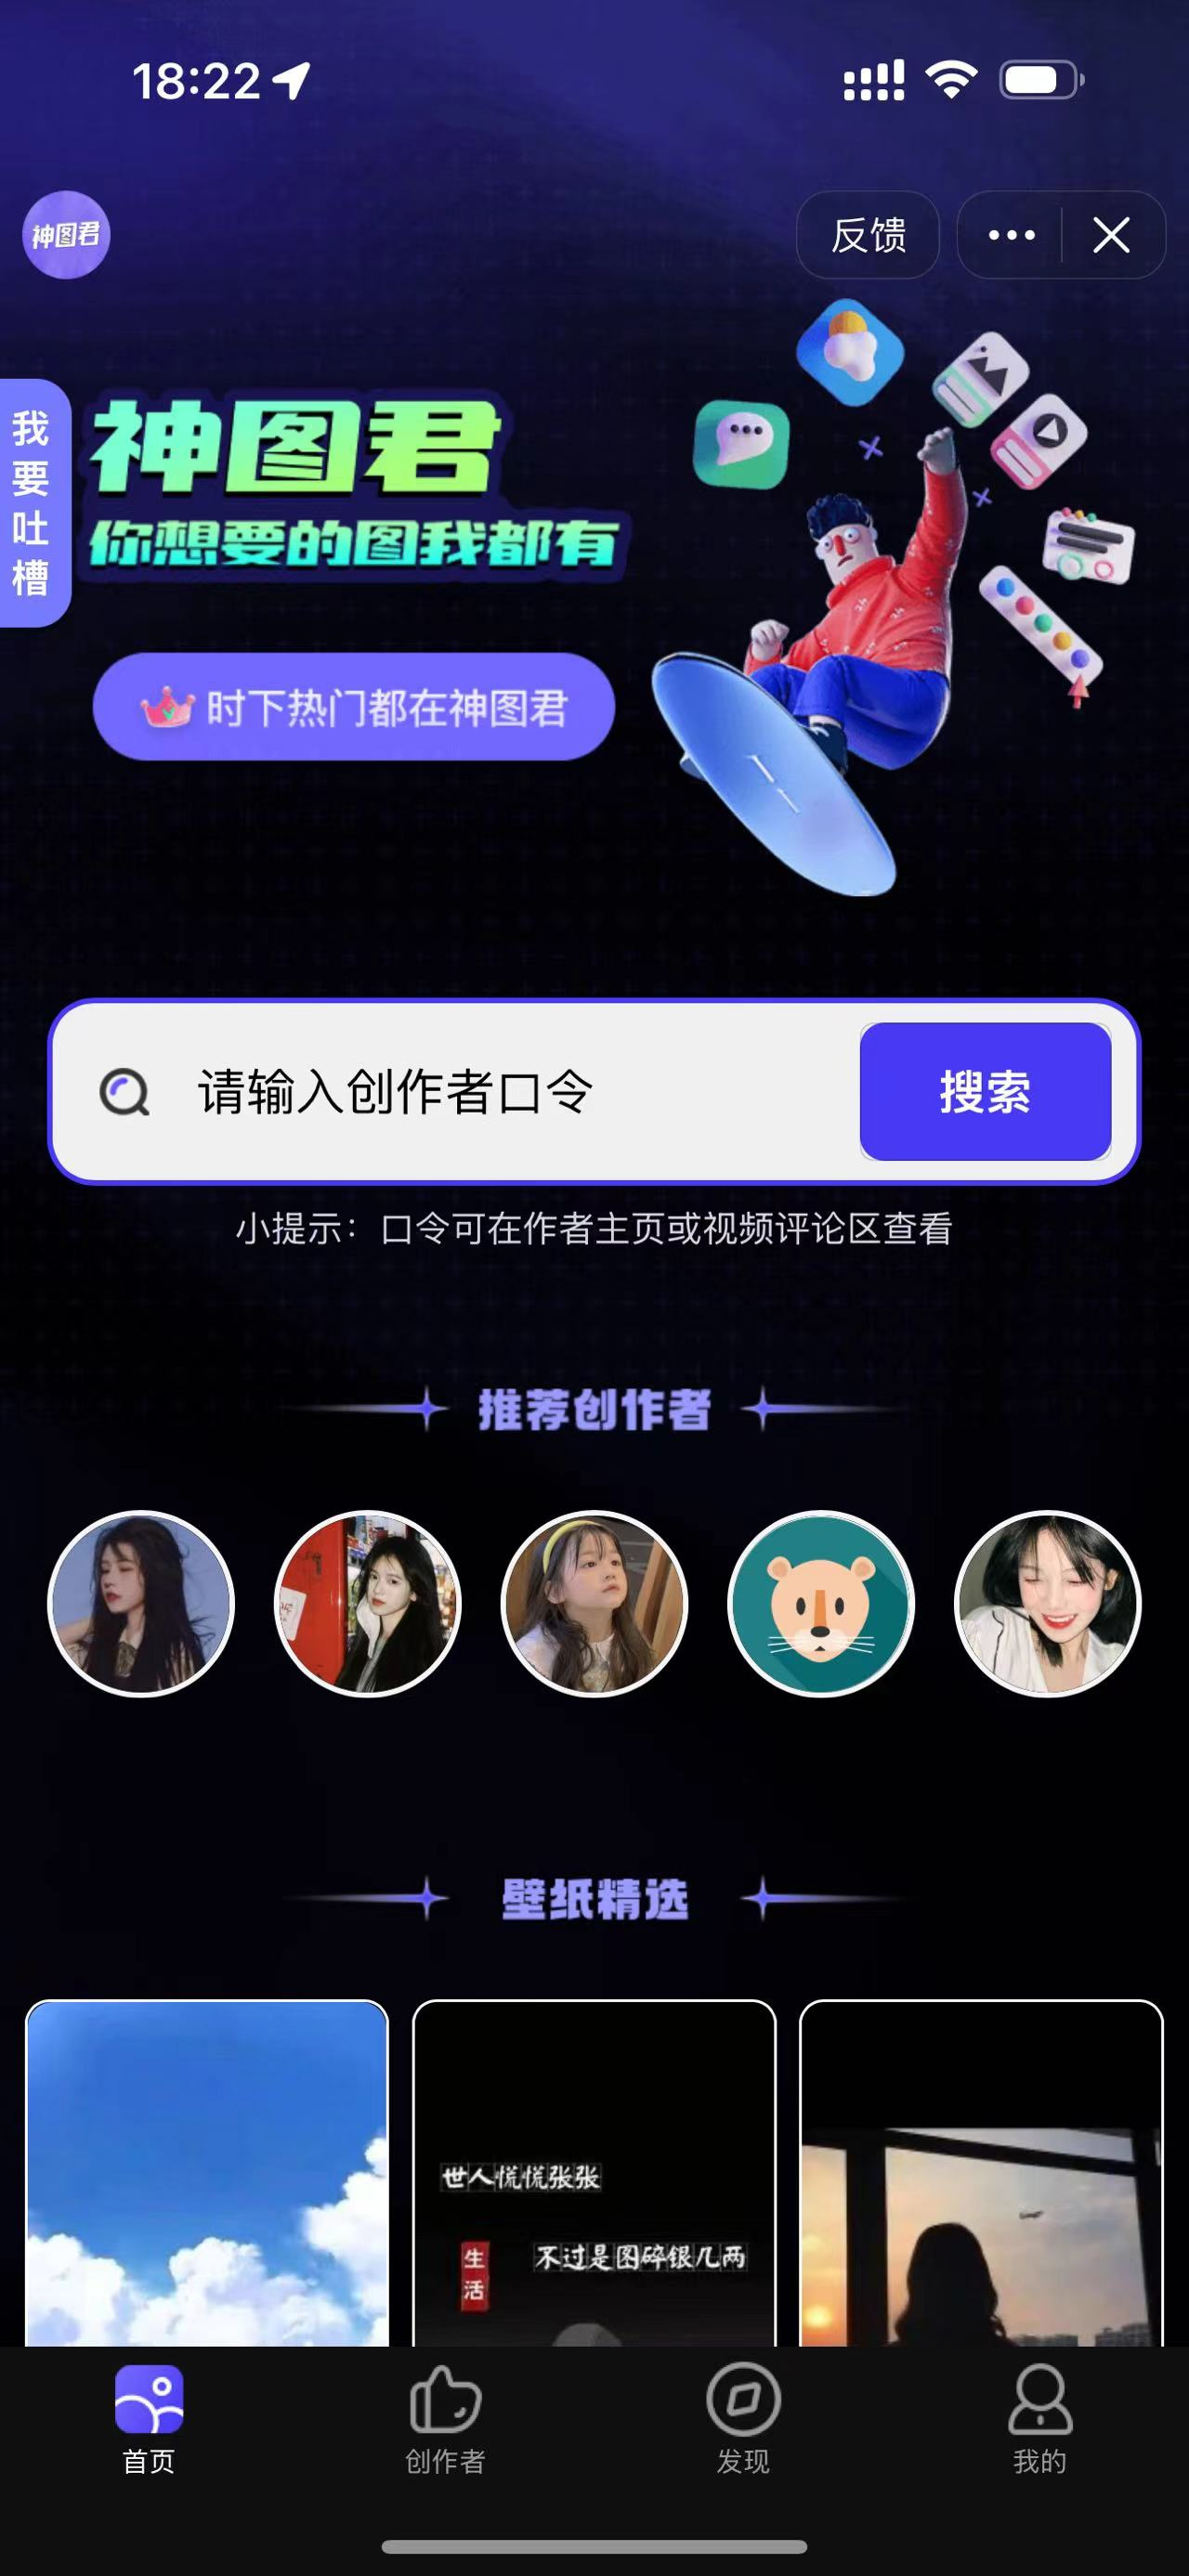 18:22
神图君
反馈
我要吐槽
神图君
你想要的图我都有
时下热门都在神图君
请输入创作者口令
搜索
小提示：口令可在作者主页或视频评论区查看
推荐创作者
壁纸精选
世人慌慌张张
不过是图碎银几两
生活
首页
创作者
发现
我的